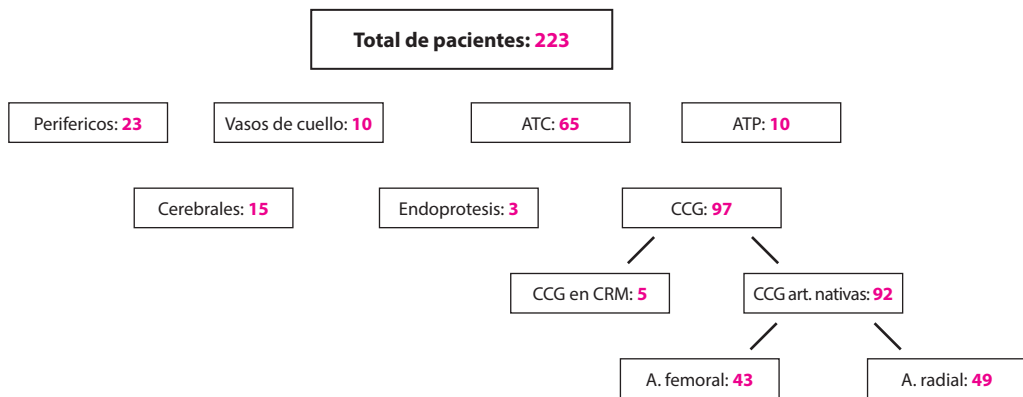 Total de pacientes: 223
Perifericos: 23
Vasos de cuello: 10
ATC: 65
ATP: 10
Cerebrales: 15
Endoprotesis: 3
CCG: 97
CCG en CRM: 5
CCG art. nativas: 92
A. femoral: 43
A. radial: 49